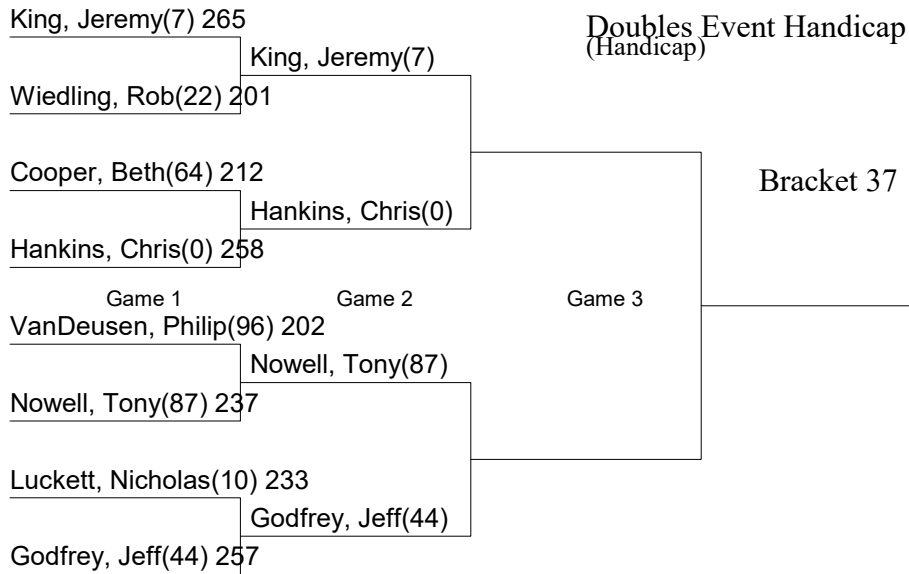 King, Jeremy(7) 265
Doubles Event Handicap
(Handicap)
King, Jeremy(7)
Wiedling, Rob(22) 201
Cooper, Beth(64) 212
Bracket 37
Hankins, Chris(0)
Hankins, Chris(0) 258
Game 1
Game 2
Game 3
VanDeusen, Philip(96) 202
Nowell, Tony(87)
Nowell, Tony(87) 237
Luckett, Nicholas(10) 233
Godfrey, Jeff(44)
Godfrey, Jeff(44) 257